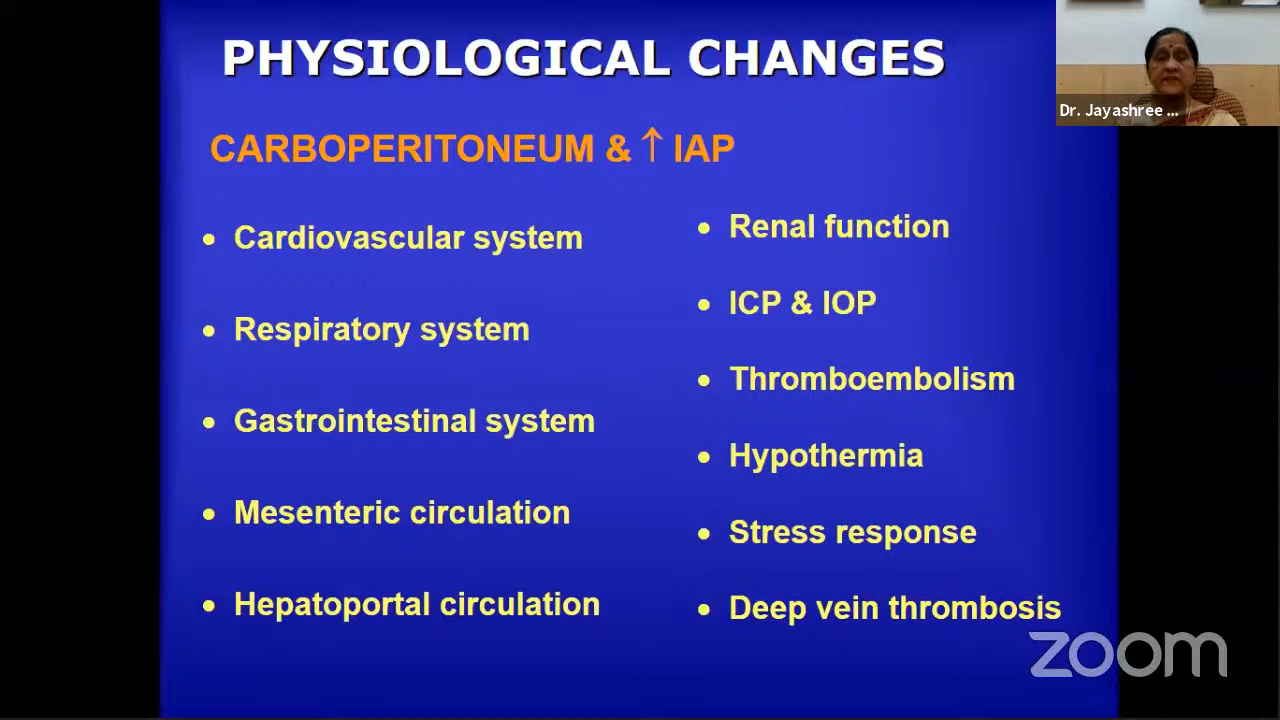 PHYSIOLOGICAL CHANGES
CARBOPERITONEUM & ↑ IAP
• Cardiovascular system
• Respiratory system
• Gastrointestinal system
• Mesenteric circulation
• Hepatoportal circulation
• Renal function
• ICP & IOP
• Thromboembolism
• Hypothermia
• Stress response
• Deep vein thrombosis
Dr. Jayashree ...
zoom